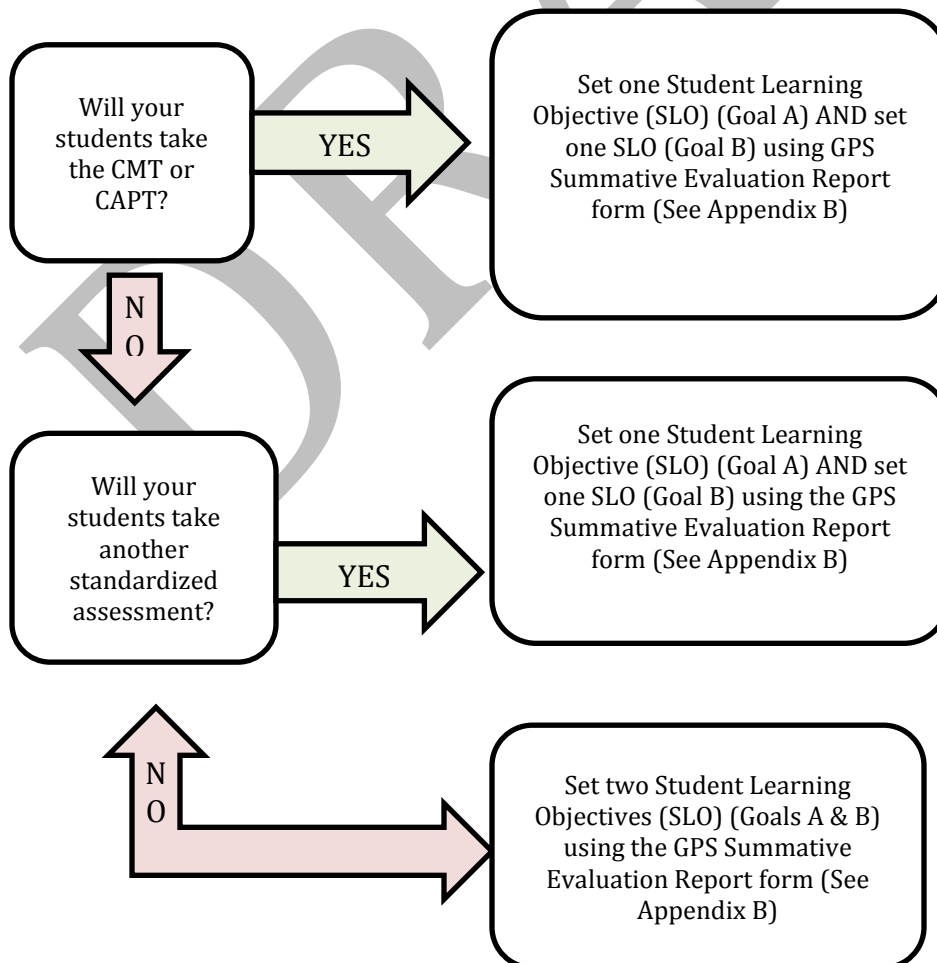 Will your
students take
the CMT or
CAPT?
YES
Set one Student Learning
Objective (SLO) (Goal A) AND set
one SLO (Goal B) using GPS
Summative Evaluation Report
form (See Appendix B)
N
O
Will your
students take
another
standardized
assessment?
YES
Set one Student Learning
Objective (SLO) (Goal A) AND set
one SLO (Goal B) using the GPS
Summative Evaluation Report
form (See Appendix B)
N
O
Set two Student Learning
Objectives (SLO) (Goals A & B)
using the GPS Summative
Evaluation Report form (See
Appendix B)